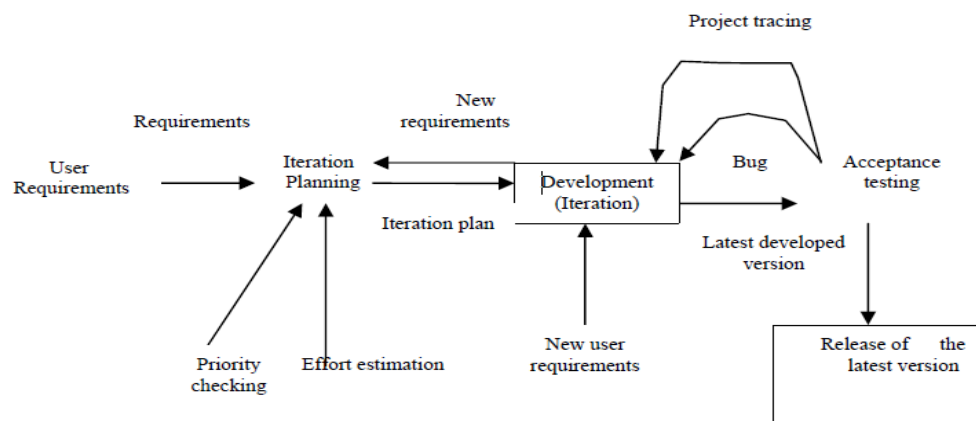 Project tracing
New
requirements
Requirements
User
Requirements
Iteration
Planning
Bug
Acceptance
testing
Development
(Iteration)
Iteration plan
Latest developed
version
Priority
checking
Effort estimation
New user
requirements
Release of the
latest version